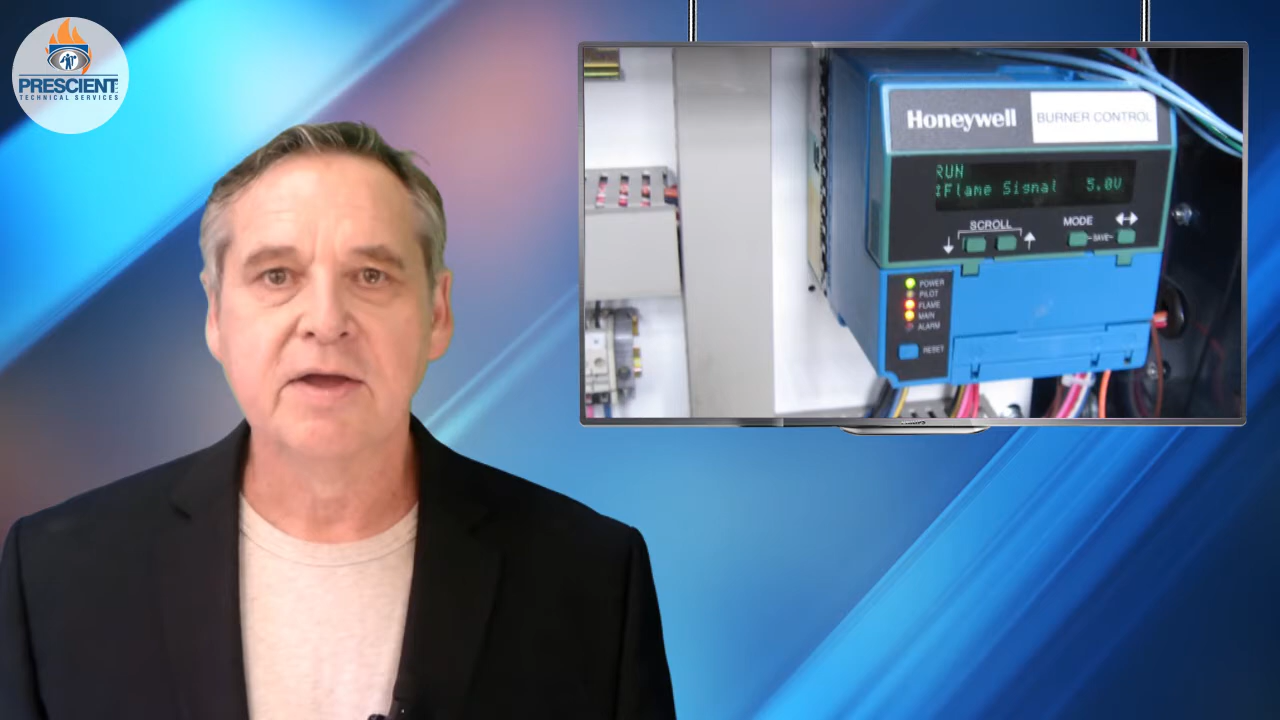 PRESCIENT
TECHNICAL SERVICES
Honeywell
BURNER CONTROL
RUN
↕Flame Signal 5.0V
SCROLL
MODE
↔
↓
↑
SAVE
POWER
PILOT
FLAME
MAIN
ALARM
RESET
PHILIPS